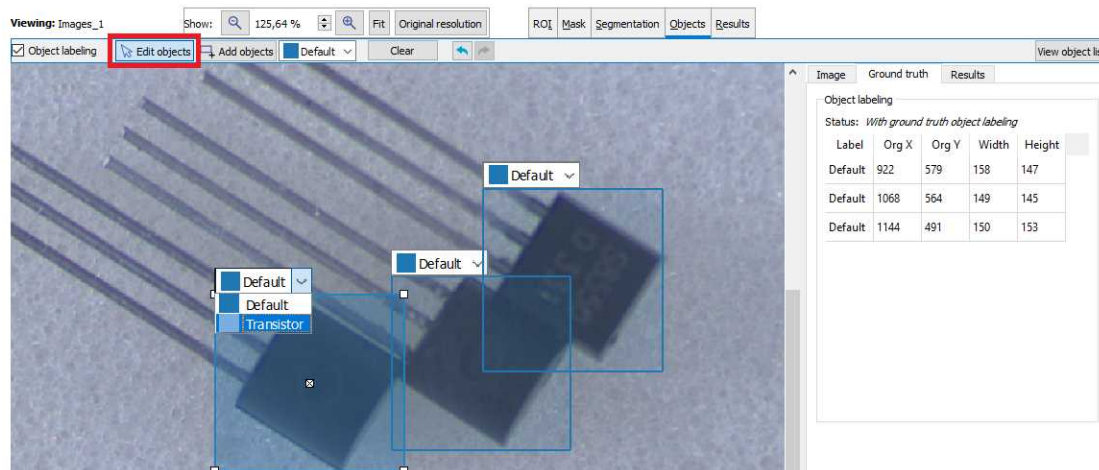 Viewing: Images_1 Show: 125,64 % Fit Original resolution ROI Mask Segmentation Objects Results
Object labeling Edit objects Add objects Default Clear View object lis
Image Ground truth Results
Object labeling
Status: With ground truth object labeling
Label Org X Org Y Width Height
Default 922 579 158 147
Default 1068 564 149 145
Default 1144 491 150 153
Default
Default
Default
Default
Transistor